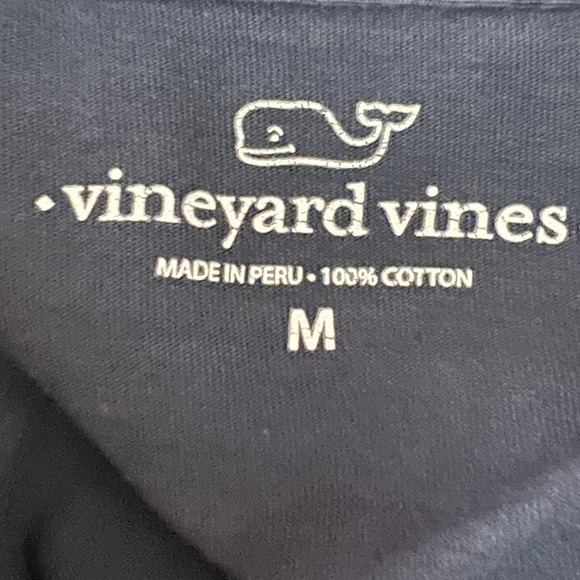 • vineyard vines
MADE IN PERU • 100% COTTON
M